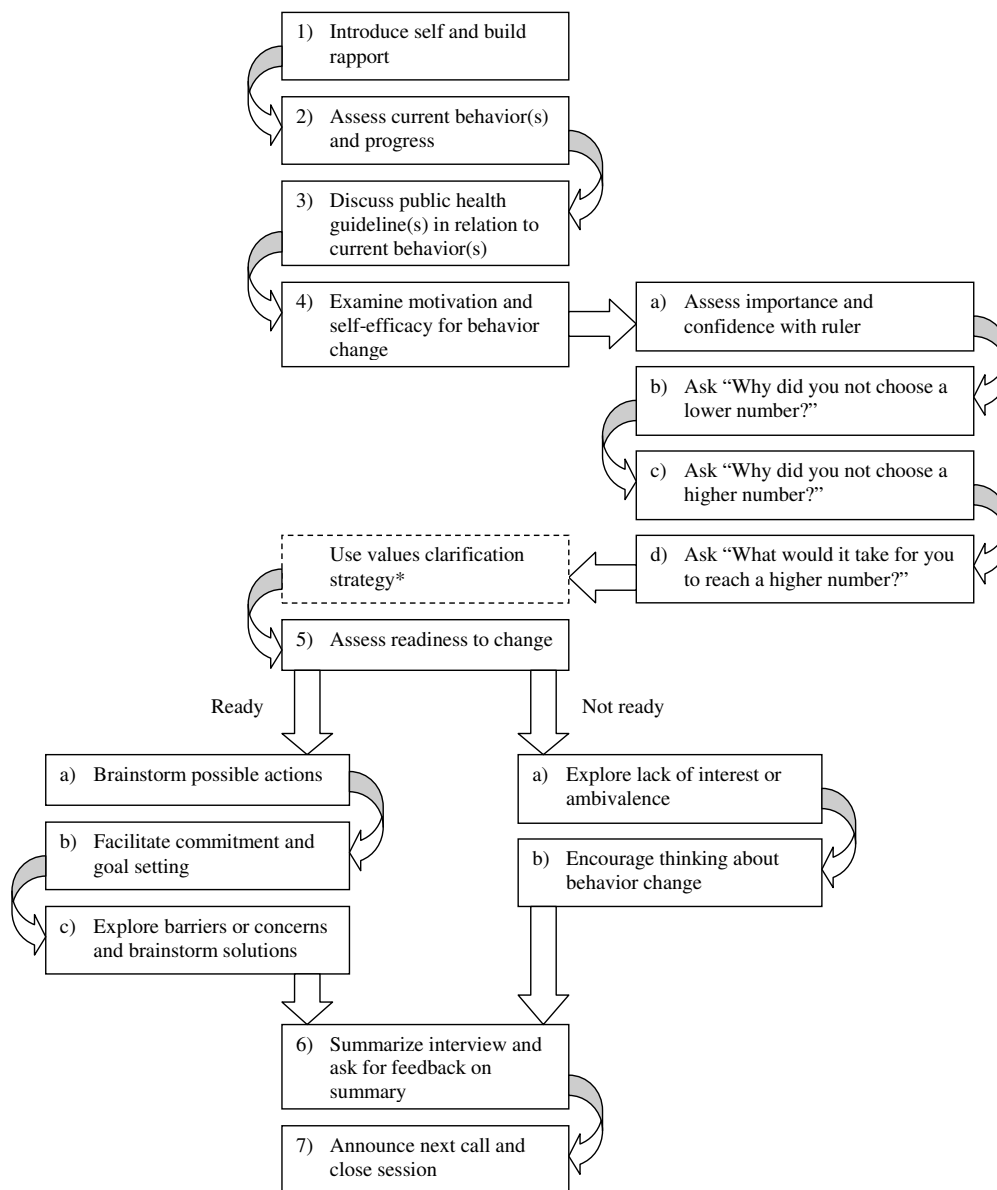 1) Introduce self and build
rapport
2) Assess current behavior(s)
and progress
3) Discuss public health
guideline(s) in relation to
current behavior(s)
4) Examine motivation and
self-efficacy for behavior
change
a) Assess importance and
confidence with ruler
b) Ask “Why did you not choose a
lower number?”
c) Ask “Why did you not choose a
higher number?”
d) Ask “What would it take for you
to reach a higher number?”
Use values clarification
strategy*
5) Assess readiness to change
Ready
Not ready
a) Brainstorm possible actions
b) Facilitate commitment and
goal setting
c) Explore barriers or concerns
and brainstorm solutions
a) Explore lack of interest or
ambivalence
b) Encourage thinking about
behavior change
6) Summarize interview and
ask for feedback on
summary
7) Announce next call and
close session